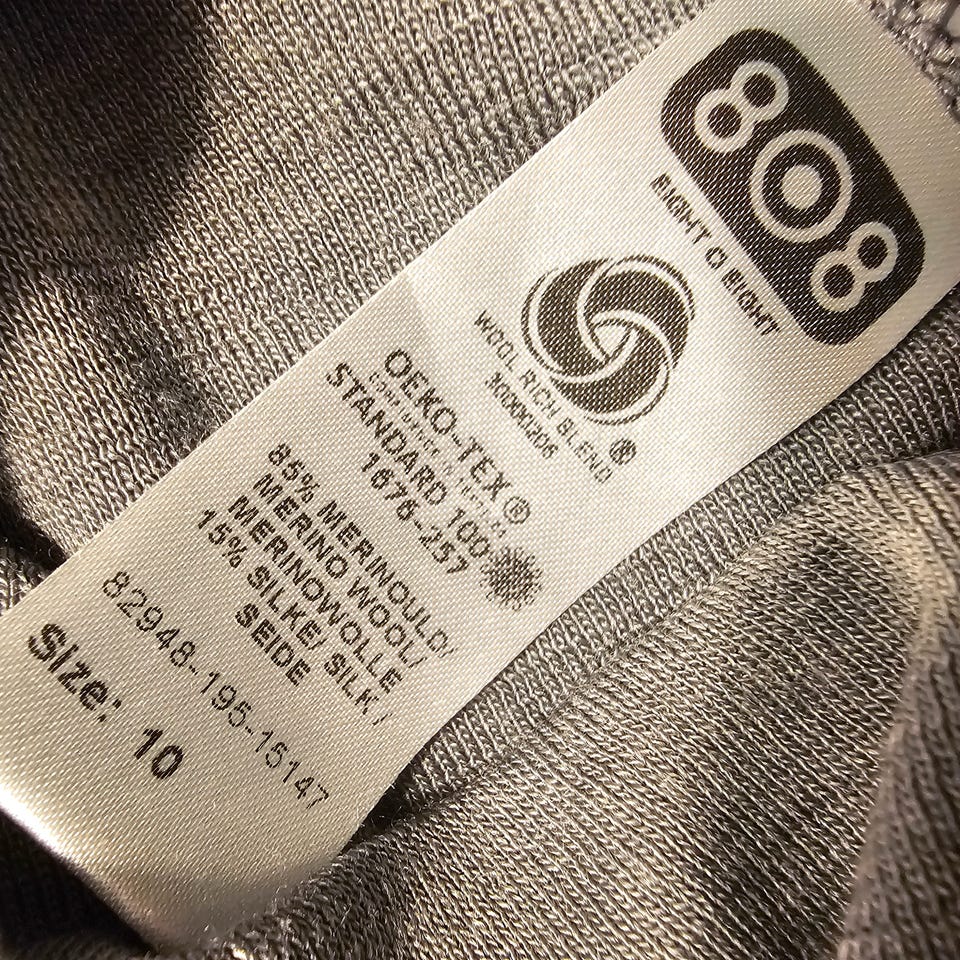 808
EIGHT O EIGHT
WOOL RICH BLEND ®
OEKO-TEX®
STANDARD 100
1676-257
85% MERINOULD/
MERINO WOOL/
MERINOWOLLE
15% SILKE/ SILK /
SEIDE
82948-195-15147
Size: 10